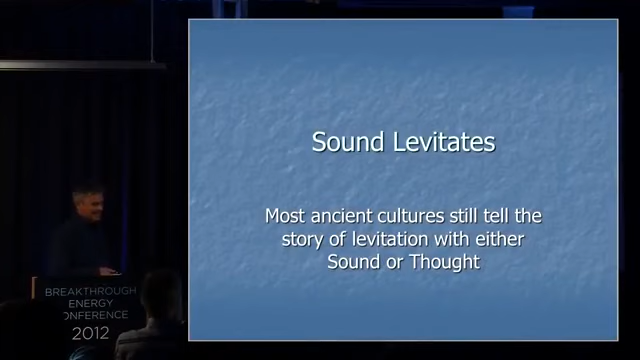 Sound Levitates
Most ancient cultures still tell the
story of levitation with either
Sound or Thought
BREAKTHROUGH
ENERGY
CONFERENCE
2012